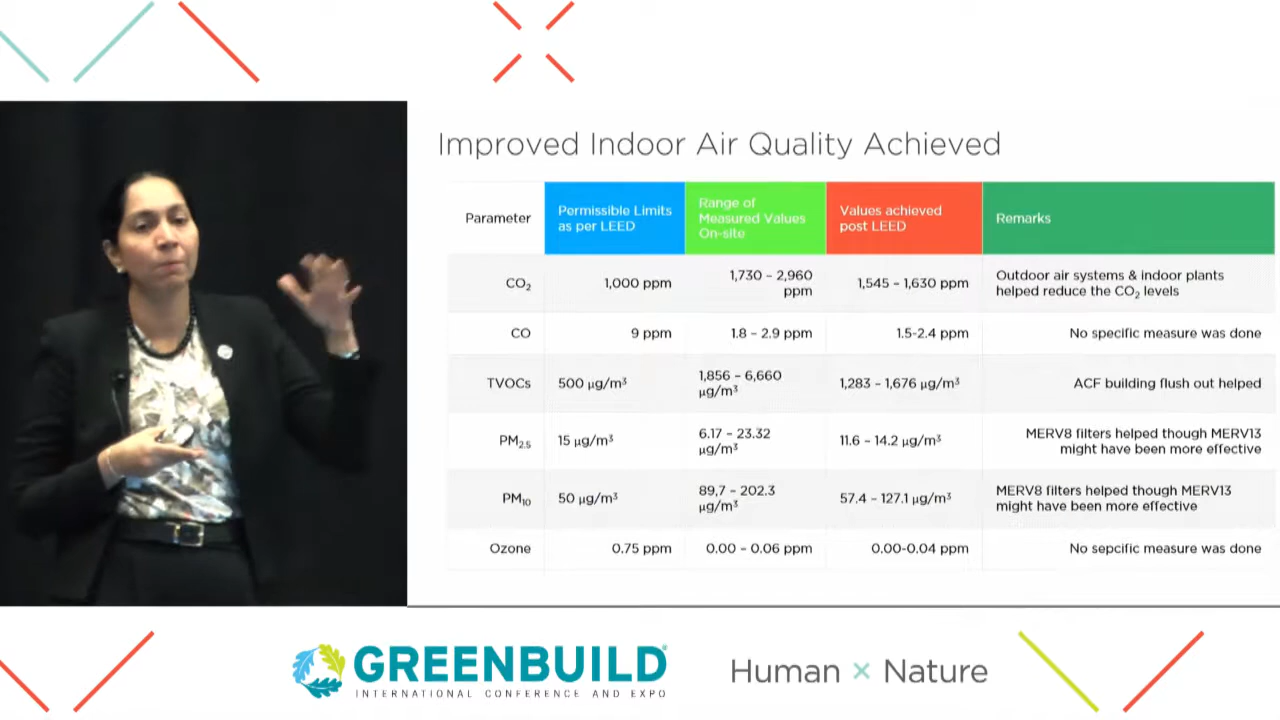 Improved Indoor Air Quality Achieved
Parameter
Permissible Limits
as per LEED
Range of
Measured Values
On-site
Values achieved
post LEED
Remarks
CO₂
1,000 ppm
1,730 – 2,960
ppm
1,545 – 1,630 ppm
Outdoor air systems & indoor plants
helped reduce the CO₂ levels
CO
9 ppm
1.8 – 2.9 ppm
1.5-2.4 ppm
No specific measure was done
TVOCs
500 µg/m³
1,856 – 6,660
µg/m³
1,283 – 1,676 µg/m³
ACF building flush out helped
PM₂.₅
15 µg/m³
6.17 – 23.32
µg/m³
11.6 – 14.2 µg/m³
MERV8 filters helped though MERV13
might have been more effective
PM₁₀
50 µg/m³
89,7 – 202.3
µg/m³
57.4 – 127.1 µg/m³
MERV8 filters helped though MERV13
might have been more effective
Ozone
0.75 ppm
0.00 – 0.06 ppm
0.00-0.04 ppm
No sepcific measure was done
GREENBUILD®
INTERNATIONAL CONFERENCE AND EXPO
Human × Nature